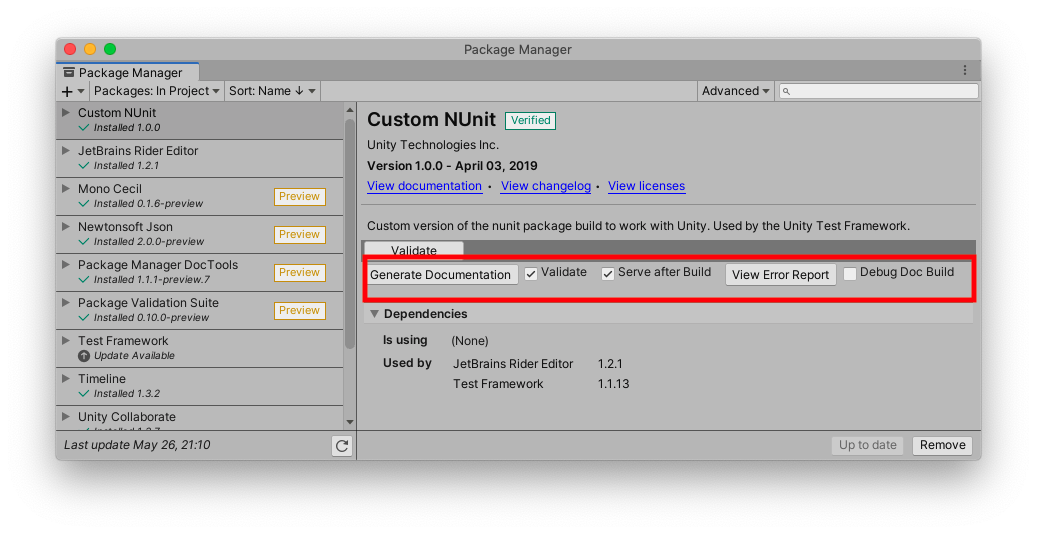 Package Manager
Package Manager
Packages: In Project
Sort: Name ↓
Advanced
Custom NUnit
Installed 1.0.0
JetBrains Rider Editor
Installed 1.2.1
Mono Cecil
Installed 0.1.6-preview
Preview
Newtonsoft Json
Installed 2.0.0-preview
Preview
Package Manager DocTools
Installed 1.1.1-preview.7
Preview
Package Validation Suite
Installed 0.10.0-preview
Preview
Test Framework
Update Available
Timeline
Installed 1.3.2
Unity Collaborate
Last update May 26, 21:10
Custom NUnit Verified
Unity Technologies Inc.
Version 1.0.0 - April 03, 2019
View documentation • View changelog • View licenses
Custom version of the nunit package build to work with Unity. Used by the Unity Test Framework.
Validate
Generate Documentation Validate Serve after Build View Error Report Debug Doc Build
Dependencies
Is using (None)
Used by JetBrains Rider Editor 1.2.1
Test Framework 1.1.13
Up to date Remove